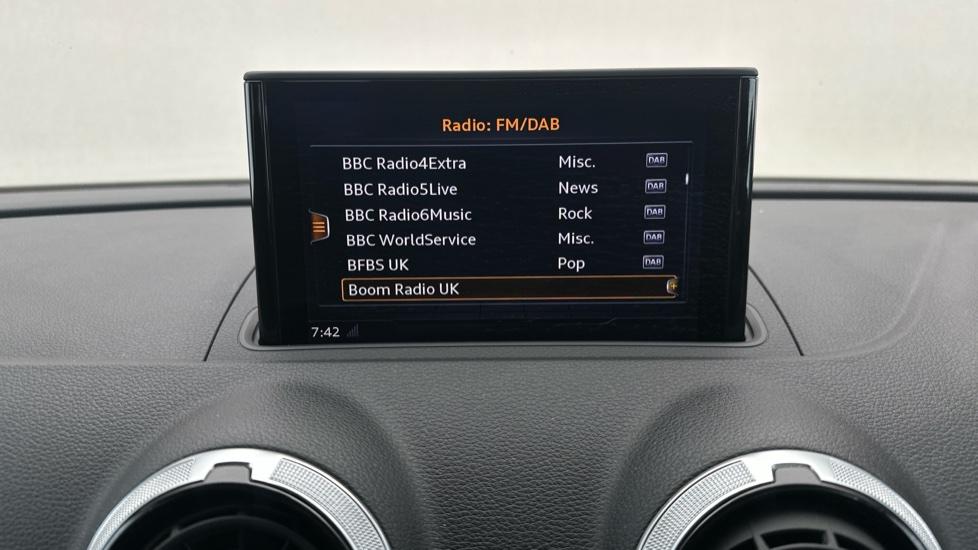 Radio: FM/DAB
BBC Radio4Extra Misc. DAB
BBC Radio5Live News DAB
BBC Radio6Music Rock DAB
BBC WorldService Misc. DAB
BFBS UK Pop DAB
Boom Radio UK
7:42